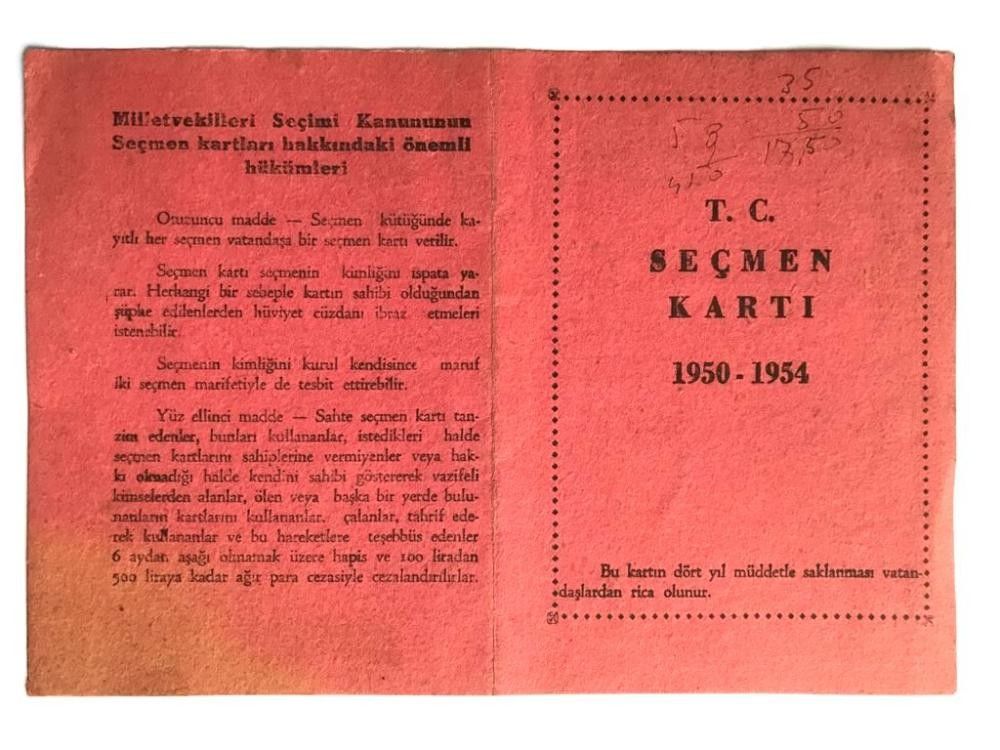 Milletvekilleri Seçimi Kanununun
Seçmen kartları hakkındaki önemli
hükümleri
Otuzuncu madde — Seçmen kütüğünde ka-
yıtlı her seçmen vatandaşa bir seçmen kartı verilir.
Seçmen kartı seçmenin kimliğini ispata ya-
rar. Herhangi bir sebeple kartın sahibi olduğundan
şüphe edilenlerden hüviyet cüzdanı ibraz etmeleri
istenebilir.
Seçmenin kimliğini kurul kendisince maruf
iki seçmen marifetiyle de tesbit ettirebilir.
Yüz ellinci madde — Sahte seçmen kartı tan-
zim edenler, bunları kullananlar, istedikleri halde
seçmen kartlarını sahiplerine vermiyenler veya hak-
kı olmadığı halde kendini sahibi göstererek vazifeli
kimselerden alanlar, ölen veya başka bir yerde bulu-
nanların kartlarını kullananlar, çalanlar, tahrif ede-
rek kullananlar ve bu hareketlere teşebbüs edenler
6 aydan aşağı olmamak üzere hapis ve 100 liradan
500 liraya kadar ağır para cezasiyle cezalandırılırlar.
35
50
17,50
T. C.
SEÇMEN
KARTI
1950 - 1954
Bu kartın dört yıl müddetle saklanması vatan-
daşlardan rica olunur.